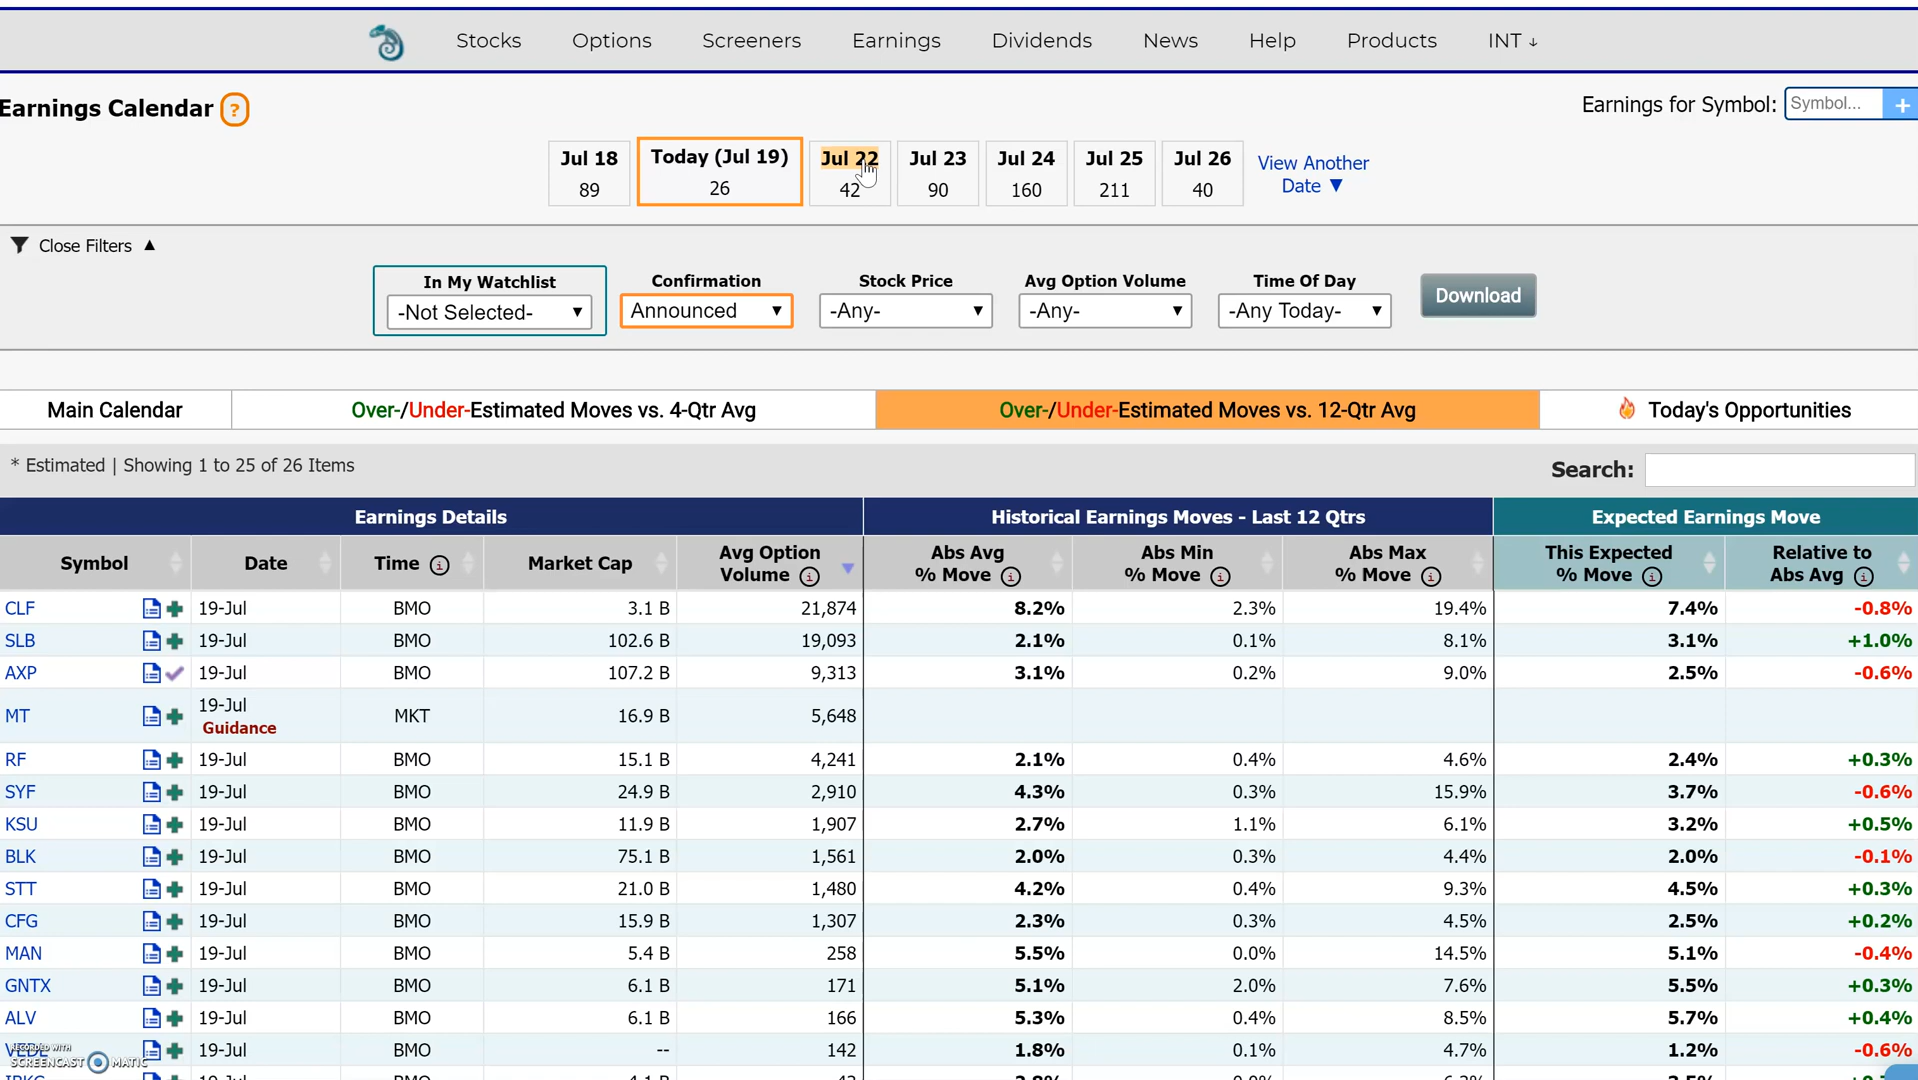 Stocks Options Screeners Earnings Dividends News Help Products INT ↓
Earnings Calendar ?
Earnings for Symbol: Symbol... +
Jul 18 Today (Jul 19) Jul 22 Jul 23 Jul 24 Jul 25 Jul 26
89 26 42 90 160 211 40
View Another
Date ▼
Close Filters ▲
In My Watchlist Confirmation Stock Price Avg Option Volume Time Of Day
-Not Selected- ▼ Announced ▼ -Any- ▼ -Any- ▼ -Any Today- ▼ Download
Main Calendar Over-/Under-Estimated Moves vs. 4-Qtr Avg Over-/Under-Estimated Moves vs. 12-Qtr Avg Today's Opportunities
* Estimated | Showing 1 to 25 of 26 Items
Search:
Earnings Details Historical Earnings Moves - Last 12 Qtrs Expected Earnings Move
Symbol Date Time i Market Cap Avg Option Volume i Abs Avg % Move i Abs Min % Move i Abs Max % Move i This Expected % Move i Relative to Abs Avg i
CLF 19-Jul BMO 3.1 B 21,874 8.2% 2.3% 19.4% 7.4% -0.8%
SLB 19-Jul BMO 102.6 B 19,093 2.1% 0.1% 8.1% 3.1% +1.0%
AXP 19-Jul BMO 107.2 B 9,313 3.1% 0.2% 9.0% 2.5% -0.6%
MT 19-Jul Guidance MKT 16.9 B 5,648
RF 19-Jul BMO 15.1 B 4,241 2.1% 0.4% 4.6% 2.4% +0.3%
SYF 19-Jul BMO 24.9 B 2,910 4.3% 0.3% 15.9% 3.7% -0.6%
KSU 19-Jul BMO 11.9 B 1,907 2.7% 1.1% 6.1% 3.2% +0.5%
BLK 19-Jul BMO 75.1 B 1,561 2.0% 0.3% 4.4% 2.0% -0.1%
STT 19-Jul BMO 21.0 B 1,480 4.2% 0.4% 9.3% 4.5% +0.3%
CFG 19-Jul BMO 15.9 B 1,307 2.3% 0.3% 4.5% 2.5% +0.2%
MAN 19-Jul BMO 5.4 B 258 5.5% 0.0% 14.5% 5.1% -0.4%
GNTX 19-Jul BMO 6.1 B 171 5.1% 2.0% 7.6% 5.5% +0.3%
ALV 19-Jul BMO 6.1 B 166 5.3% 0.4% 8.5% 5.7% +0.4%
VEDL 19-Jul BMO -- 142 1.8% 0.1% 4.7% 1.2% -0.6%
RECORDED WITH
SCREENCAST MATIC